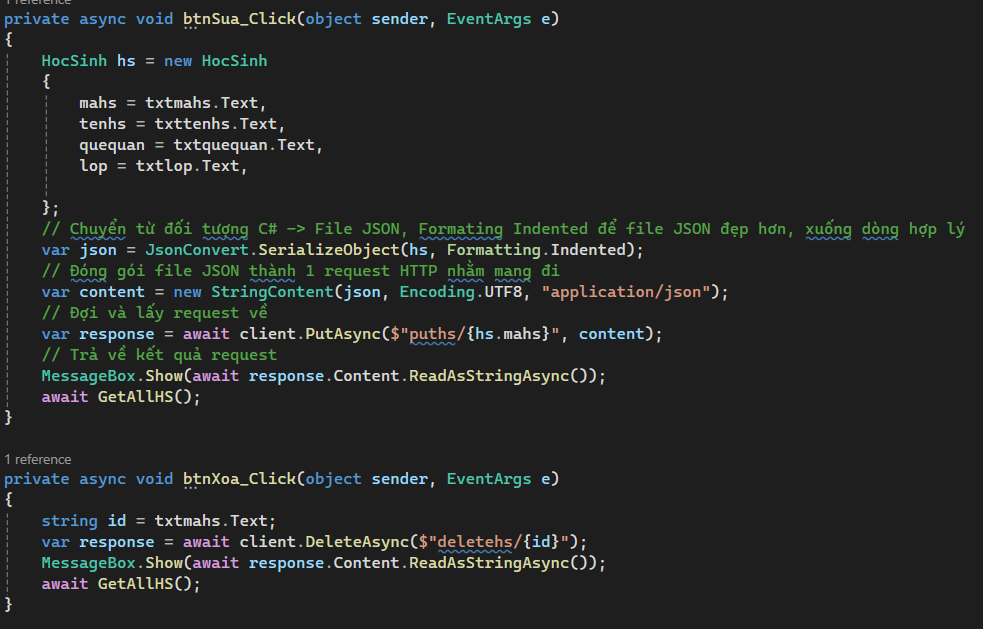 1 reference
private async void btnSua_Click(object sender, EventArgs e)
{
    HocSinh hs = new HocSinh
    {
        mahs = txtmahs.Text,
        tenhs = txttenhs.Text,
        quequan = txtquequan.Text,
        lop = txtlop.Text,
    };
    // Chuyển từ đối tượng C# -> File JSON, Formating Indented để file JSON đẹp hơn, xuống dòng hợp lý
    var json = JsonConvert.SerializeObject(hs, Formatting.Indented);
    // Đóng gói file JSON thành 1 request HTTP nhằm mang đi
    var content = new StringContent(json, Encoding.UTF8, "application/json");
    // Đợi và lấy request về
    var response = await client.PutAsync($"puths/{hs.mahs}", content);
    // Trả về kết quả request
    MessageBox.Show(await response.Content.ReadAsStringAsync());
    await GetAllHS();
}
1 reference
private async void btnXoa_Click(object sender, EventArgs e)
{
    string id = txtmahs.Text;
    var response = await client.DeleteAsync($"deletehs/{id}");
    MessageBox.Show(await response.Content.ReadAsStringAsync());
    await GetAllHS();
}